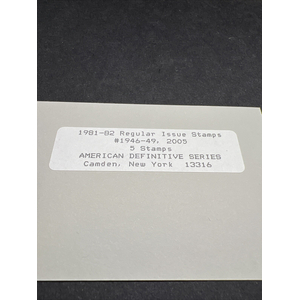 1981-82 Regular Issue Stamps
#1946-49, 2005
5 Stamps
AMERICAN DEFINITIVE SERIES
Camden, New York 13316